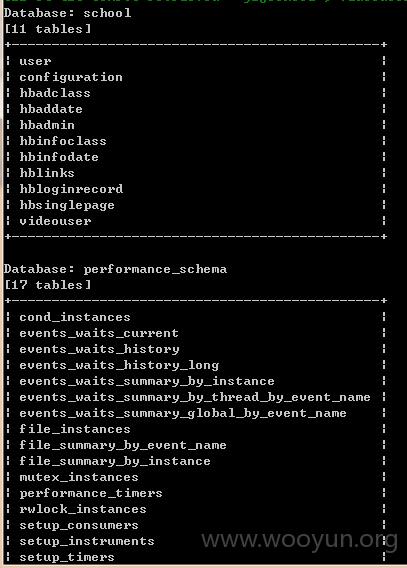 Database: school
[11 tables]
+----------------------------------------------+
| user |
| configuration |
| hbadclass |
| hbaddate |
| hbadmin |
| hbinfoclass |
| hbinfodate |
| hblinks |
| hbloginrecord |
| hbsinglepage |
| videouser |
+----------------------------------------------+
Database: performance_schema
[17 tables]
+----------------------------------------------+
| cond_instances |
| events_waits_current |
| events_waits_history |
| events_waits_history_long |
| events_waits_summary_by_instance |
| events_waits_summary_by_thread_by_event_name |
| events_waits_summary_global_by_event_name |
| file_instances |
| file_summary_by_event_name |
| file_summary_by_instance |
| mutex_instances |
| performance_timers |
| rwlock_instances |
| setup_consumers |
| setup_instruments |
| setup_timers |
www.wooyun.org